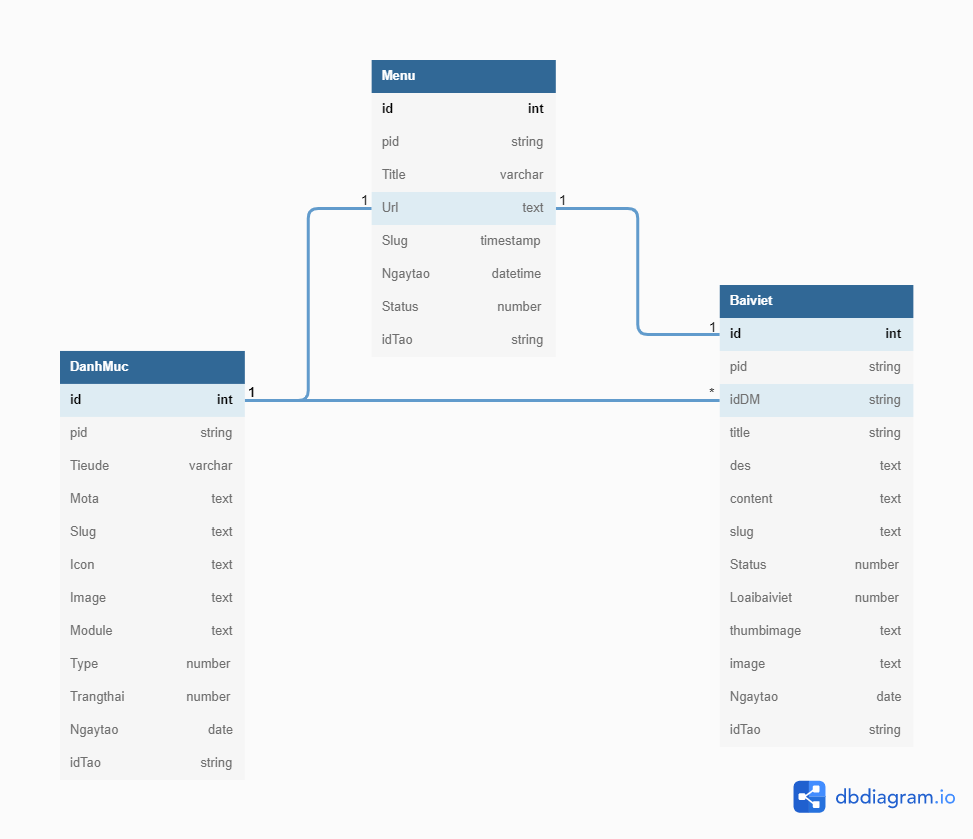 Menu
id int
pid string
Title varchar
1 Url text 1
Slug timestamp
Ngaytao datetime
Status number
idTao string
Baiviet
1 id int
pid string
* idDM string
title string
des text
content text
slug text
Status number
Loaibaiviet number
thumbimage text
image text
Ngaytao date
idTao string
DanhMuc
id int 1
pid string
Tieude varchar
Mota text
Slug text
Icon text
Image text
Module text
Type number
Trangthai number
Ngaytao date
idTao string
dbdiagram.io